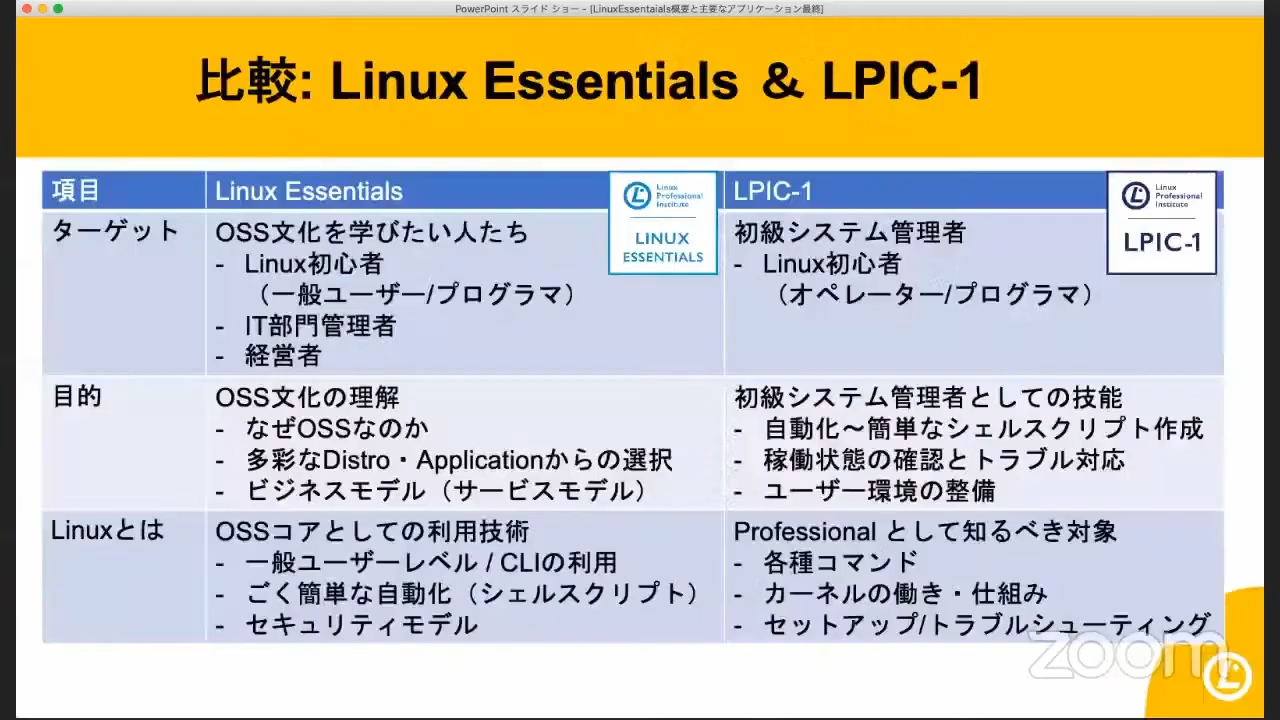 PowerPoint スライド ショー - [LinuxEssentaials概要と主要なアプリケーション最終]
比較: Linux Essentials & LPIC-1
項目
Linux Essentials
Linux
Professional
Institute
LINUX
ESSENTIALS
LPIC-1
Linux
Professional
Institute
LPIC-1
ターゲット
OSS文化を学びたい人たち
- Linux初心者
（一般ユーザー/プログラマ）
- IT部門管理者
- 経営者
初級システム管理者
- Linux初心者
（オペレーター/プログラマ）
目的
OSS文化の理解
- なぜOSSなのか
- 多彩なDistro・Applicationからの選択
- ビジネスモデル（サービスモデル）
初級システム管理者としての技能
- 自動化～簡単なシェルスクリプト作成
- 稼働状態の確認とトラブル対応
- ユーザー環境の整備
Linuxとは
OSSコアとしての利用技術
- 一般ユーザーレベル / CLIの利用
- ごく簡単な自動化（シェルスクリプト）
- セキュリティモデル
Professional として知るべき対象
- 各種コマンド
- カーネルの働き・仕組み
- セットアップ/トラブルシューティング
zoom